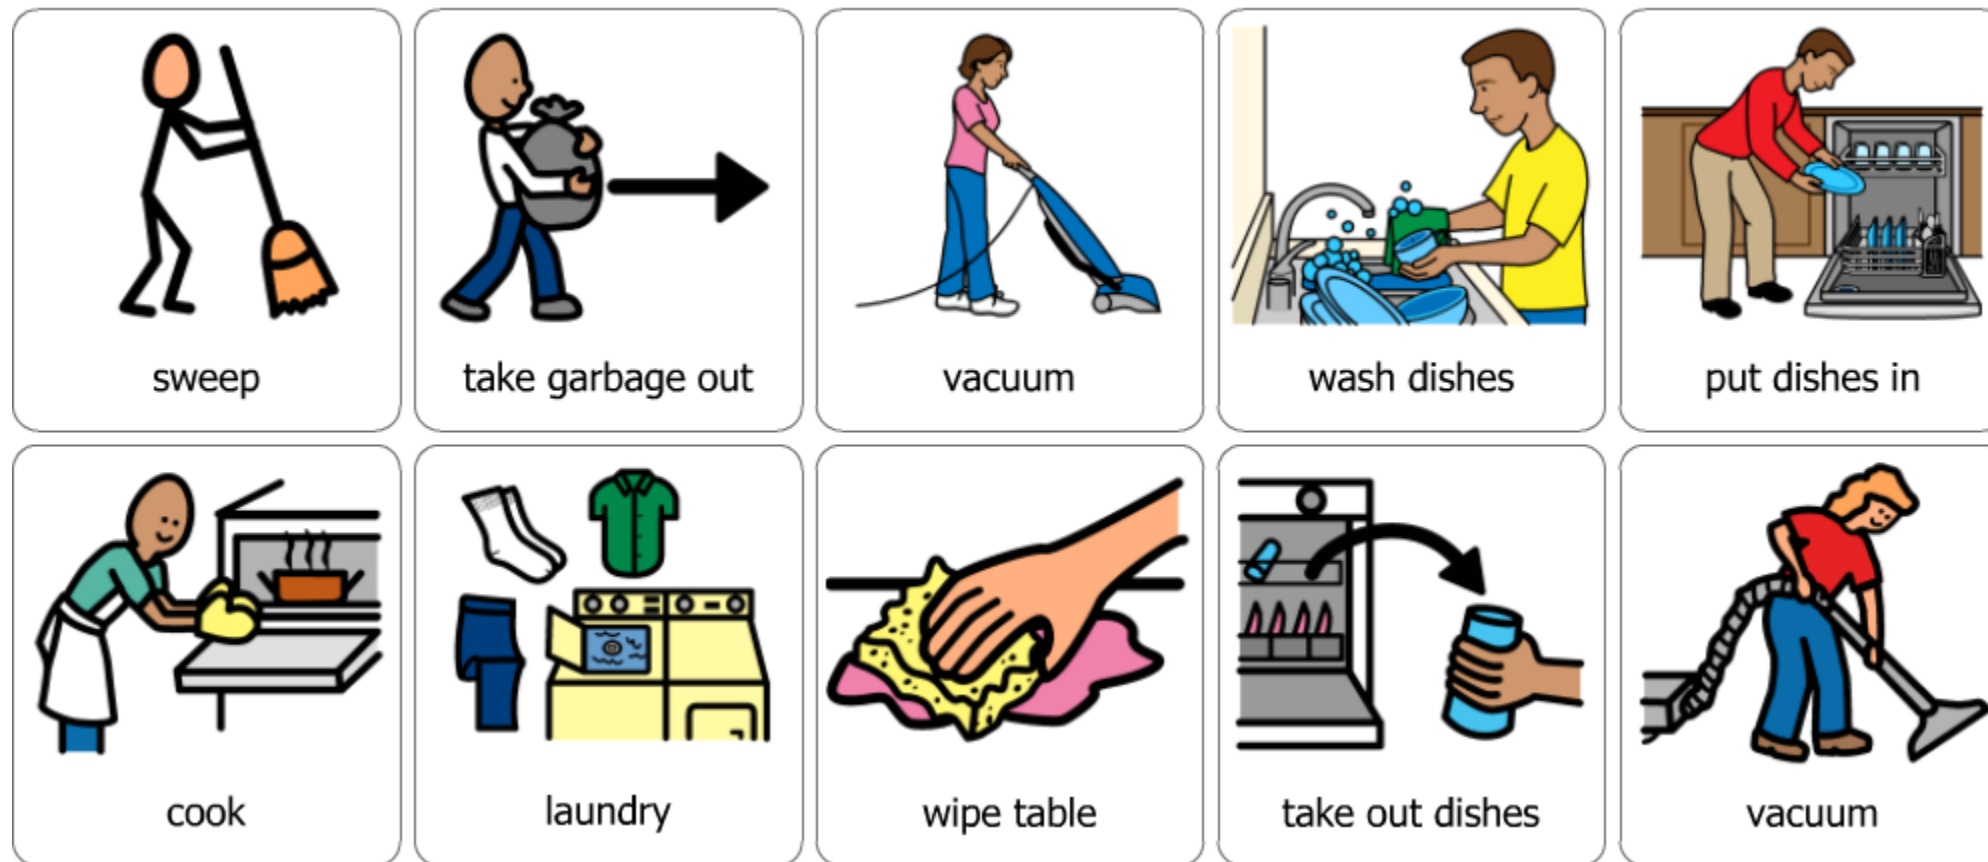 sweep
take garbage out
vacuum
wash dishes
put dishes in
cook
laundry
wipe table
take out dishes
vacuum